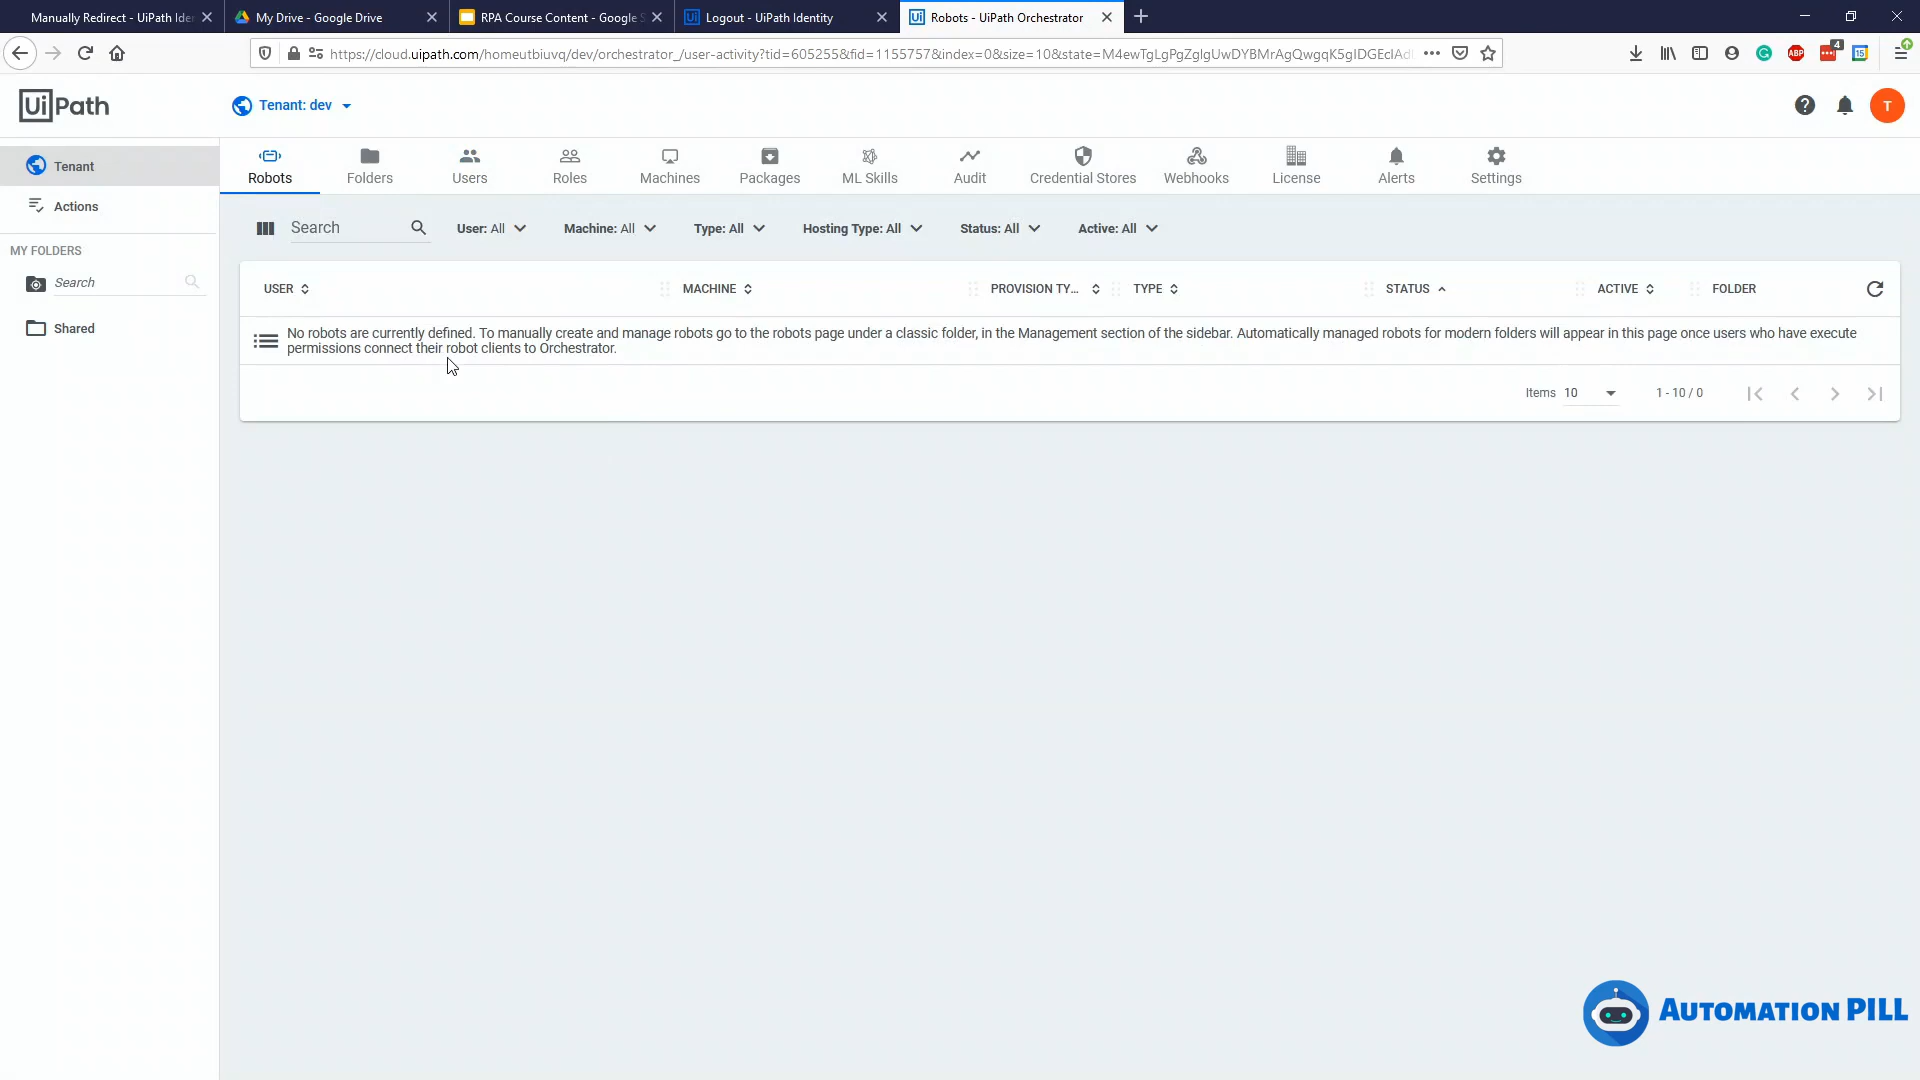 Manually Redirect - UiPath Ide
My Drive - Google Drive
RPA Course Content - Google S
Logout - UiPath Identity
Robots - UiPath Orchestrator
https://cloud.uipath.com/homeutbiuvq/dev/orchestrator_/user-activity?tid=605255&fid=1155757&index=0&size=10&state=M4ewTgLgPgZglgUwDYBMrAgQwgqK5gIDGEclAd
ABP
4
15
UiPath
Tenant: dev
T
Tenant
Actions
MY FOLDERS
Search
Shared
Robots
Folders
Users
Roles
Machines
Packages
ML Skills
Audit
Credential Stores
Webhooks
License
Alerts
Settings
Search
User: All
Machine: All
Type: All
Hosting Type: All
Status: All
Active: All
USER
MACHINE
PROVISION TY...
TYPE
STATUS
ACTIVE
FOLDER
No robots are currently defined. To manually create and manage robots go to the robots page under a classic folder, in the Management section of the sidebar. Automatically managed robots for modern folders will appear in this page once users who have execute
permissions connect their robot clients to Orchestrator.
Items 10
1 - 10 / 0
AUTOMATION PILL